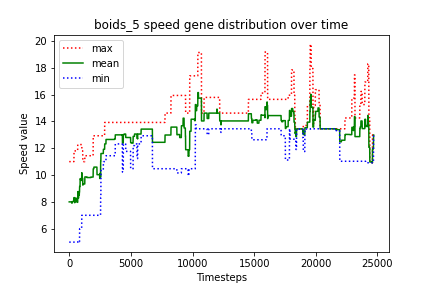 boids_5 speed gene distribution over time
max
mean
min
Speed value
20
18
16
14
12
10
8
6
0 5000 10000 15000 20000 25000
Timesteps